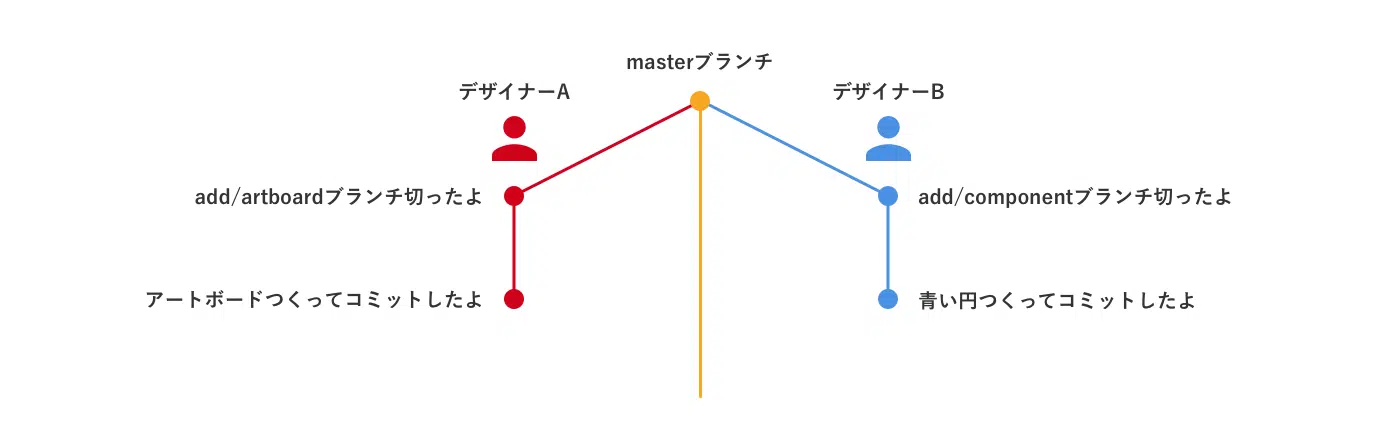 masterブランチ
デザイナーA
デザイナーB
add/artboardブランチ切ったよ
add/componentブランチ切ったよ
アートボードつくってコミットしたよ
青い円つくってコミットしたよ